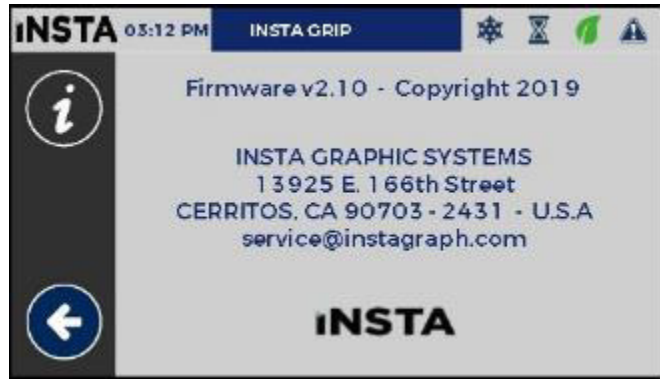 INSTA 03:12 PM INSTA GRIP
i
Firmware v2.10 - Copyright 2019
INSTA GRAPHIC SYSTEMS
13925 E. 166th Street
CERRITOS, CA 90703 - 2431 - U.S.A
service@instagraph.com
INSTA